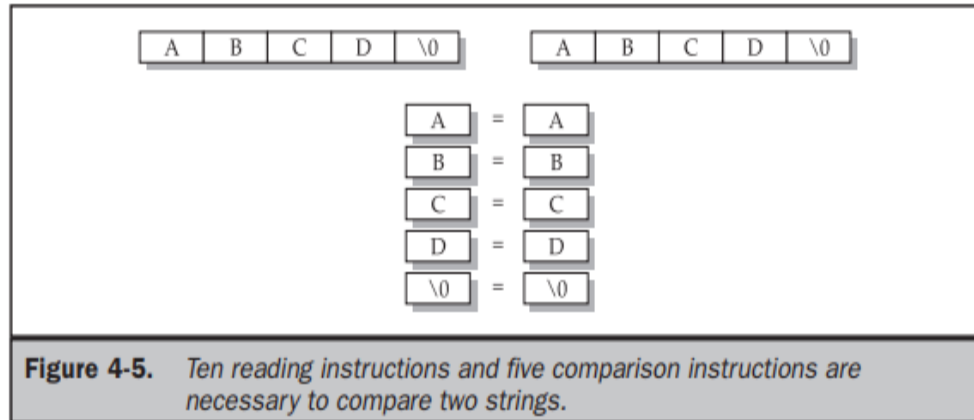 A B C D \0 A B C D \0
A = A
B = B
C = C
D = D
\0 = \0
Figure 4-5. Ten reading instructions and five comparison instructions are
necessary to compare two strings.